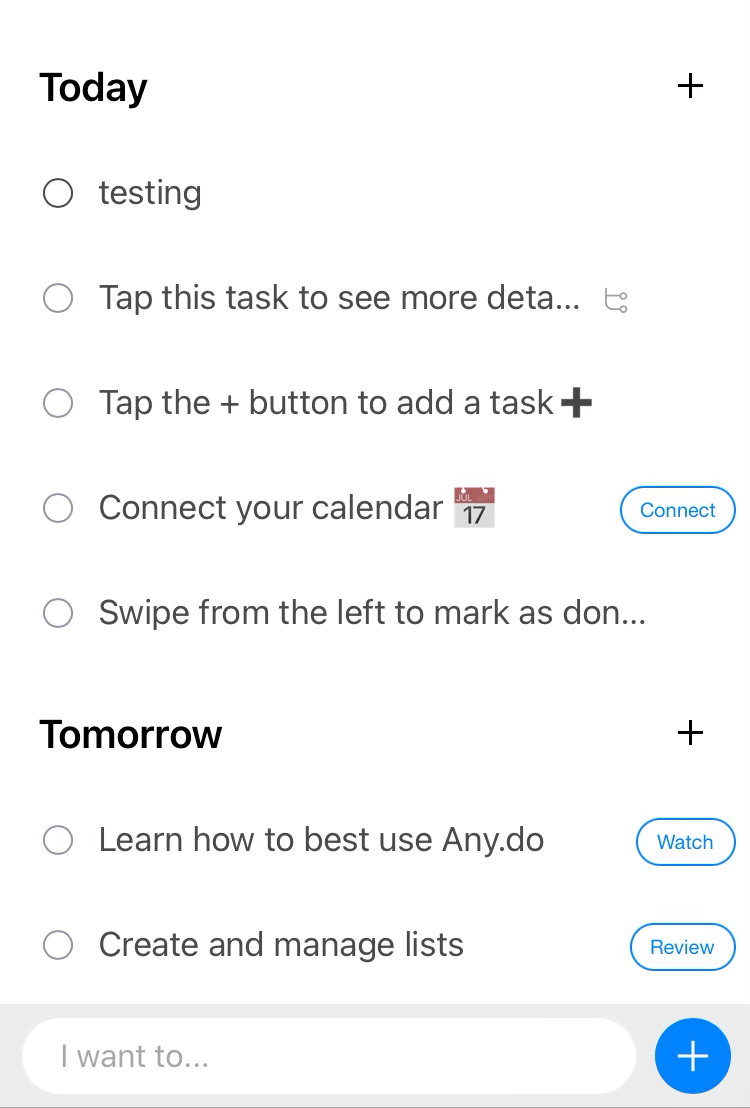 Today
testing
Tap this task to see more deta...
Tap the + button to add a task ➕
Connect your calendar JUL 17 Connect
Swipe from the left to mark as don...
Tomorrow
Learn how to best use Any.do Watch
Create and manage lists Review
I want to...